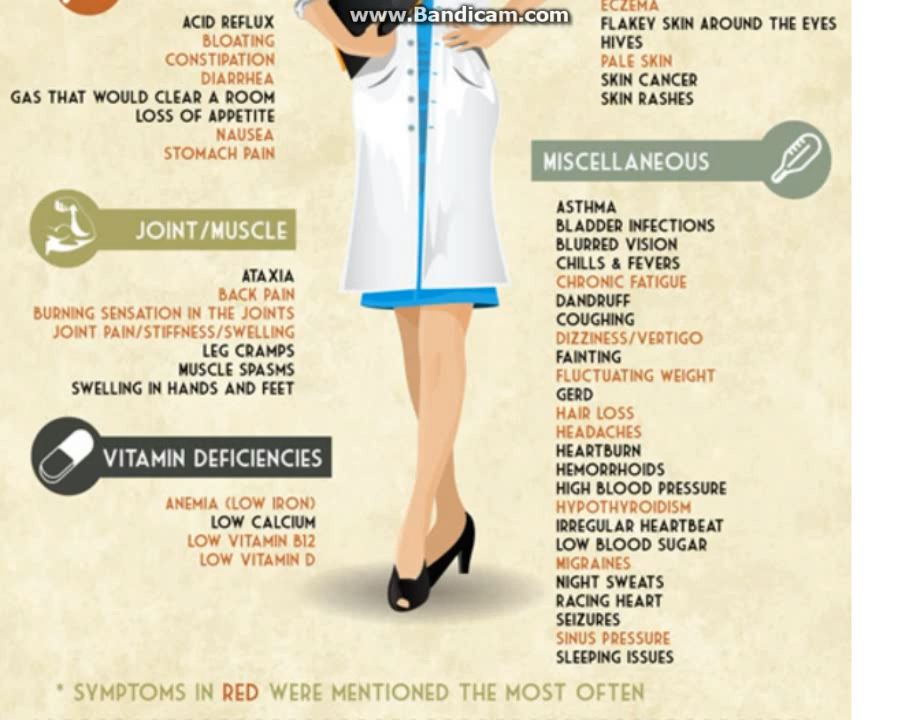 www.Bandicam.com
ACID REFLUX
BLOATING
CONSTIPATION
DIARRHEA
GAS THAT WOULD CLEAR A ROOM
LOSS OF APPETITE
NAUSEA
STOMACH PAIN
JOINT/MUSCLE
ATAXIA
BACK PAIN
BURNING SENSATION IN THE JOINTS
JOINT PAIN/STIFFNESS/SWELLING
LEG CRAMPS
MUSCLE SPASMS
SWELLING IN HANDS AND FEET
VITAMIN DEFICIENCIES
ANEMIA (LOW IRON)
LOW CALCIUM
LOW VITAMIN B12
LOW VITAMIN D
ECZEMA
FLAKEY SKIN AROUND THE EYES
HIVES
PALE SKIN
SKIN CANCER
SKIN RASHES
MISCELLANEOUS
ASTHMA
BLADDER INFECTIONS
BLURRED VISION
CHILLS & FEVERS
CHRONIC FATIGUE
DANDRUFF
COUGHING
DIZZINESS/VERTIGO
FAINTING
FLUCTUATING WEIGHT
GERD
HAIR LOSS
HEADACHES
HEARTBURN
HEMORRHOIDS
HIGH BLOOD PRESSURE
HYPOTHYROIDISM
IRREGULAR HEARTBEAT
LOW BLOOD SUGAR
MIGRAINES
NIGHT SWEATS
RACING HEART
SEIZURES
SINUS PRESSURE
SLEEPING ISSUES
* SYMPTOMS IN RED WERE MENTIONED THE MOST OFTEN